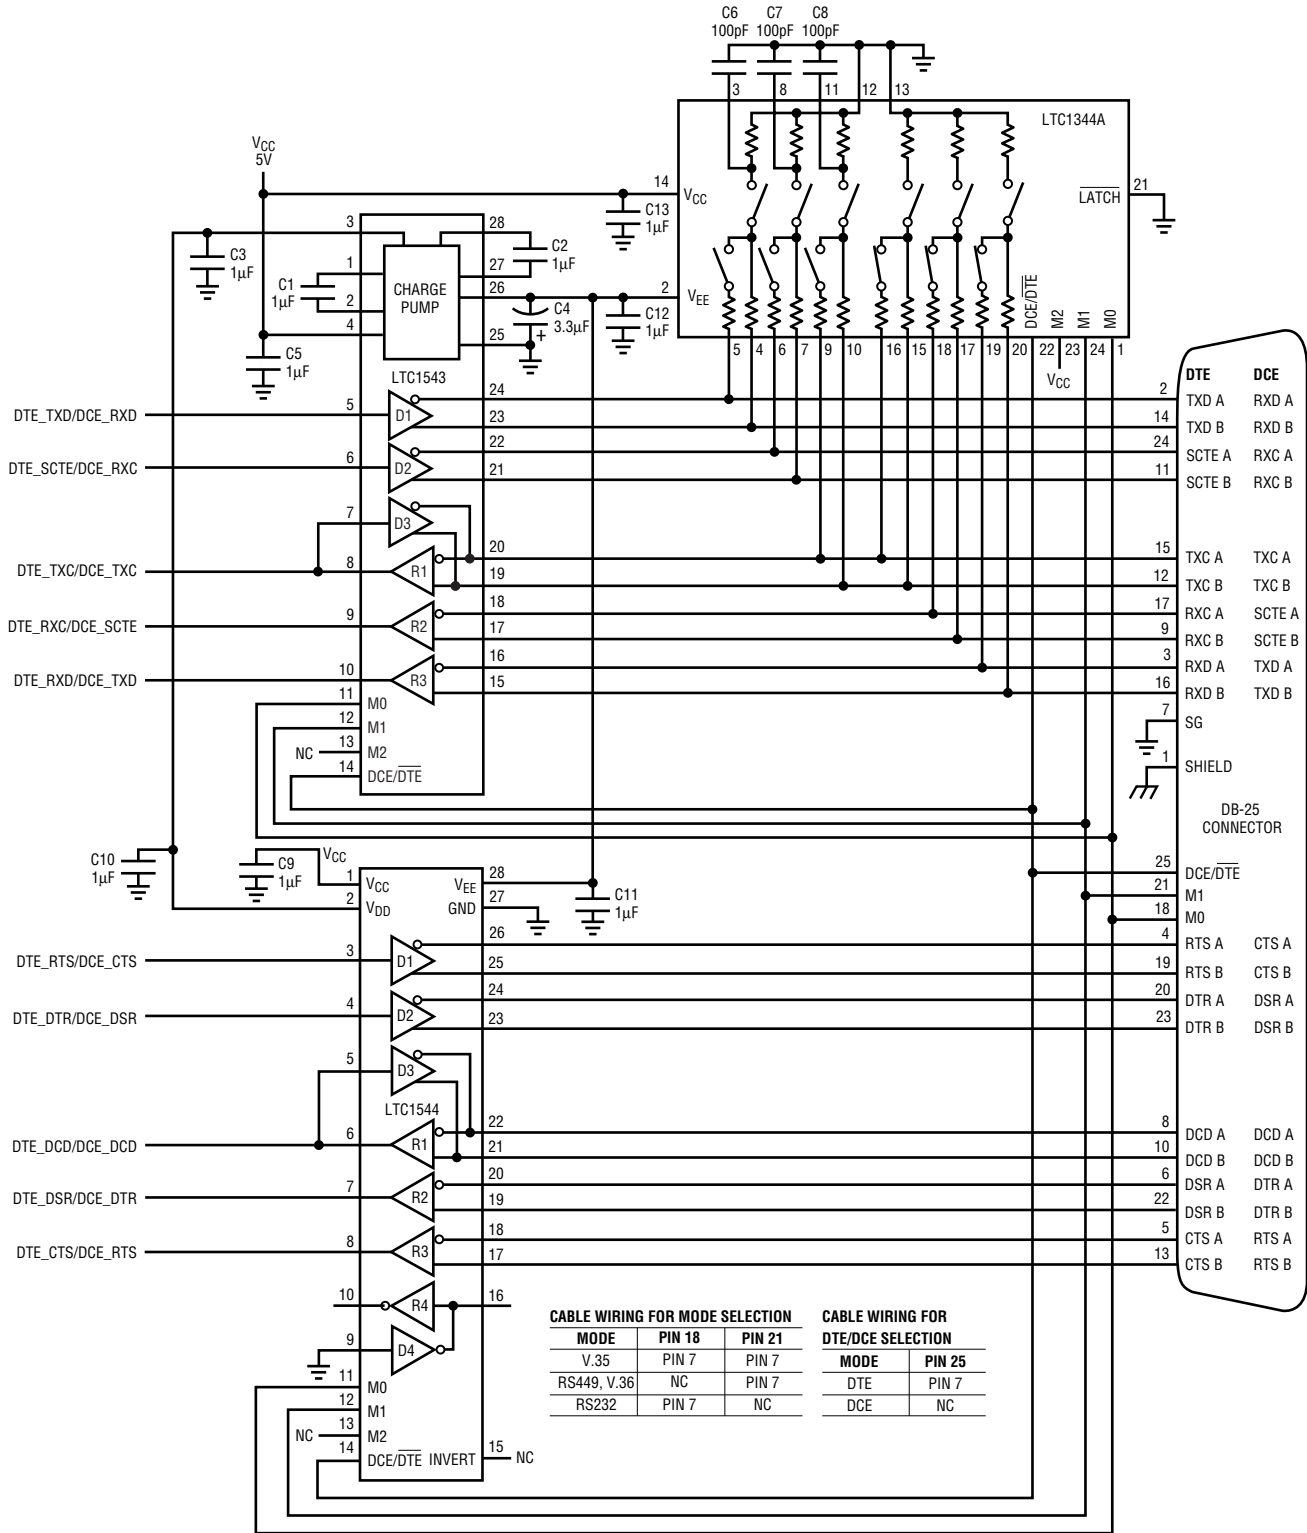 C6 C7 C8
100pF 100pF 100pF
3 8 11 12 13
LTC1344A
VCC
5V
14 VCC
LATCH 21
C13
1µF
3 28
C3
1µF
C2
1µF
1 27
C1
1µF
CHARGE
PUMP
2 26
2 VEE
C4
3.3µF
+
C12
1µF
DCE/DTE M2 M1 M0
4 25
C5
1µF
5 4 6 7 9 10 16 15 18 17 19 20 22 23 24 1
VCC
LTC1543
DTE DCE
DTE_TXD/DCE_RXD 5 D1 24 2 TXD A RXD A
23 14 TXD B RXD B
DTE_SCTE/DCE_RXC 6 D2 22 24 SCTE A RXC A
21 11 SCTE B RXC B
7 D3
DTE_TXC/DCE_TXC 8 R1 20 15 TXC A TXC A
19 12 TXC B TXC B
DTE_RXC/DCE_SCTE 9 R2 18 17 RXC A SCTE A
17 9 RXC B SCTE B
DTE_RXD/DCE_TXD 10 R3 16 3 RXD A TXD A
15 16 RXD B TXD B
11 M0
12 M1
NC 13 M2
14 DCE/DTE
7 SG
1 SHIELD
DB-25
CONNECTOR
C10
1µF
C9
1µF
VCC
1 VCC VEE 28
2 VDD GND 27
C11
1µF
25 DCE/DTE
21 M1
18 M0
DTE_RTS/DCE_CTS 3 D1 26 4 RTS A CTS A
25 19 RTS B CTS B
DTE_DTR/DCE_DSR 4 D2 24 20 DTR A DSR A
23 23 DTR B DSR B
5 D3
LTC1544
DTE_DCD/DCE_DCD 6 R1 22 8 DCD A DCD A
21 10 DCD B DCD B
DTE_DSR/DCE_DTR 7 R2 20 6 DSR A DTR A
19 22 DSR B DTR B
DTE_CTS/DCE_RTS 8 R3 18 5 CTS A RTS A
17 13 CTS B RTS B
10 R4 16
9 D4
11 M0
12 M1
NC 13 M2
14 DCE/DTE INVERT 15 NC
CABLE WIRING FOR MODE SELECTION
MODE PIN 18 PIN 21
V.35 PIN 7 PIN 7
RS449, V.36 NC PIN 7
RS232 PIN 7 NC
CABLE WIRING FOR
DTE/DCE SELECTION
MODE PIN 25
DTE PIN 7
DCE NC